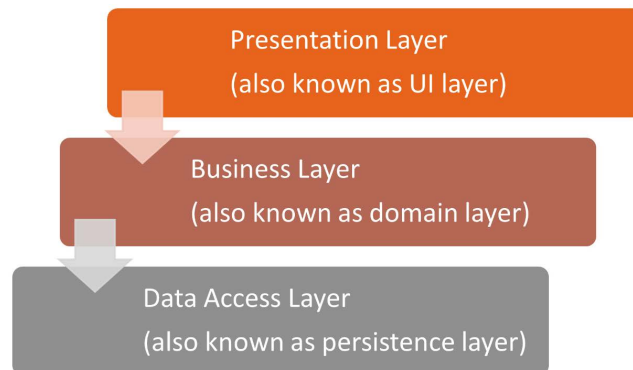 Presentation Layer
(also known as UI layer)
Business Layer
(also known as domain layer)
Data Access Layer
(also known as persistence layer)